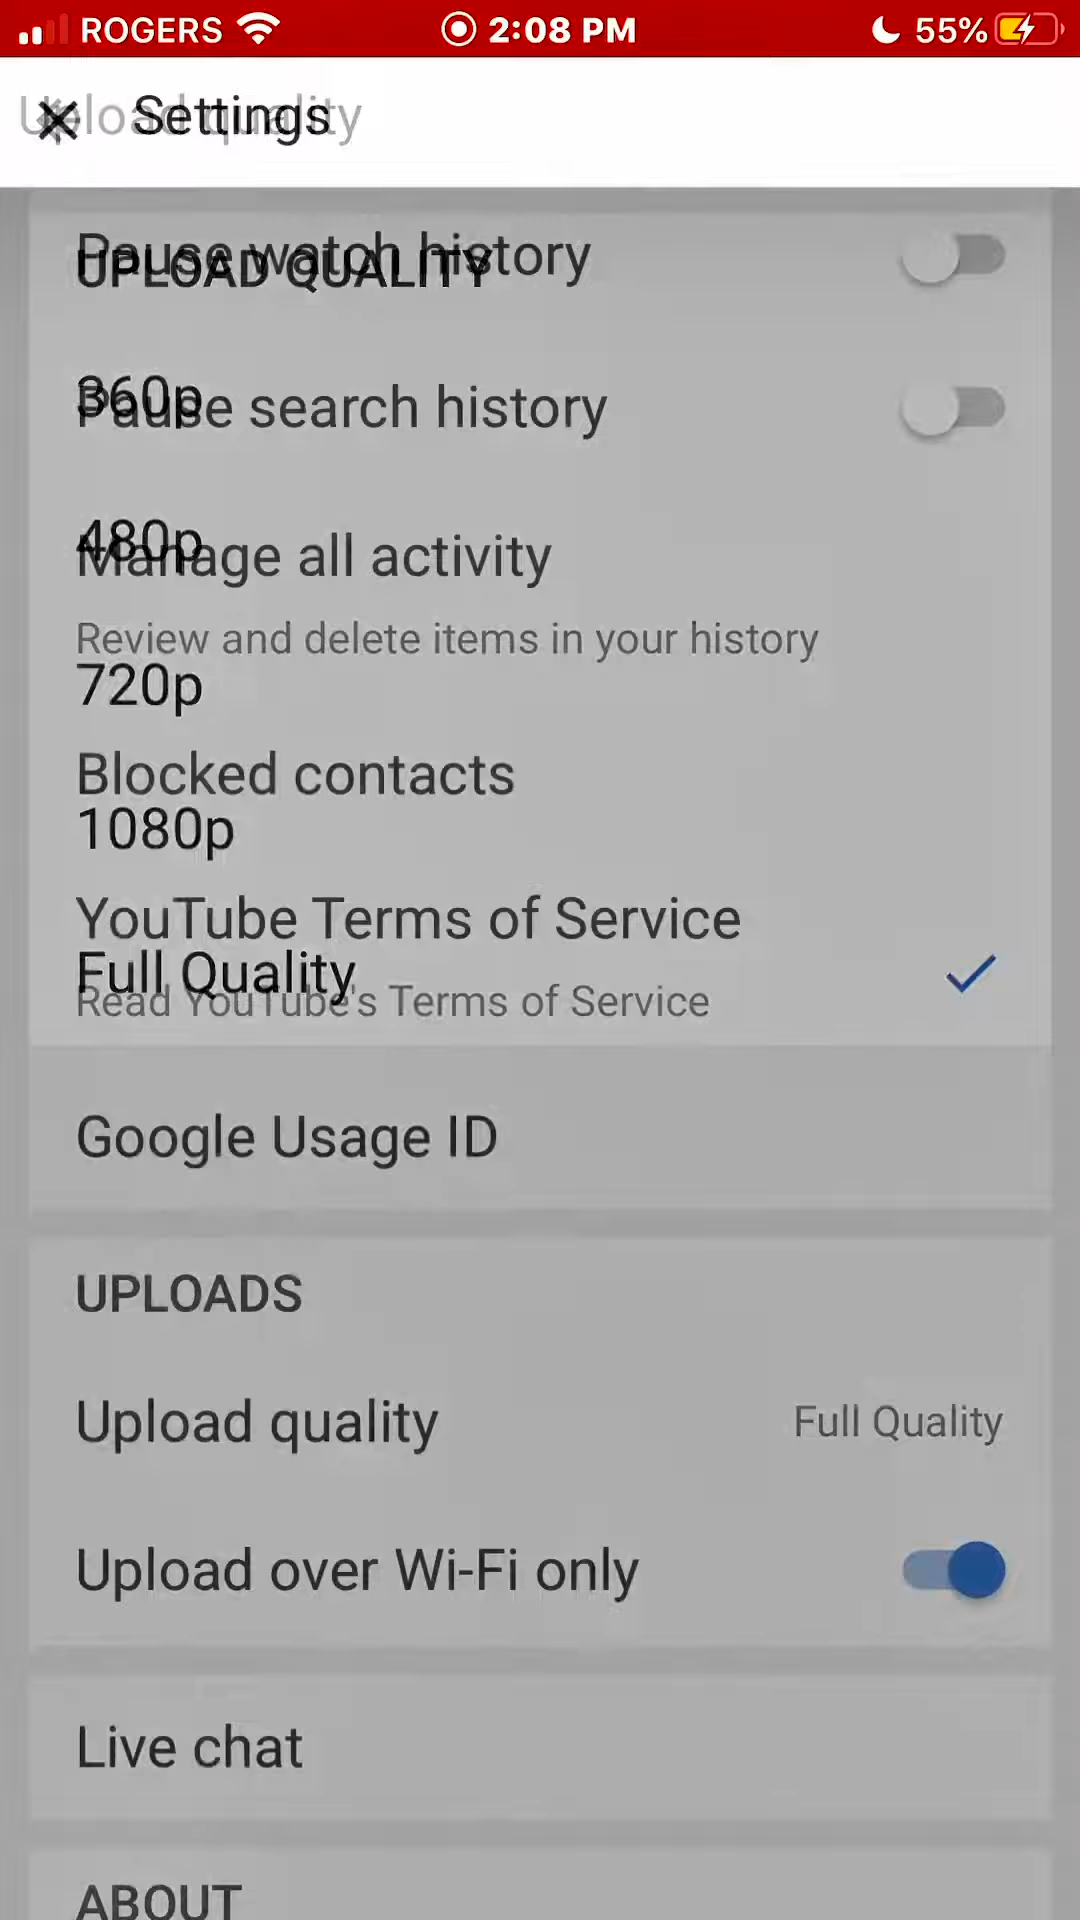 ROGERS 2:08 PM 55%
Upload quality
Settings
Pause watch history
UPLOAD QUALITY
360p
Pause search history
480p
Manage all activity
Review and delete items in your history
720p
Blocked contacts
1080p
YouTube Terms of Service
Full Quality
Read YouTube's Terms of Service
Google Usage ID
UPLOADS
Upload quality Full Quality
Upload over Wi-Fi only
Live chat
ABOUT